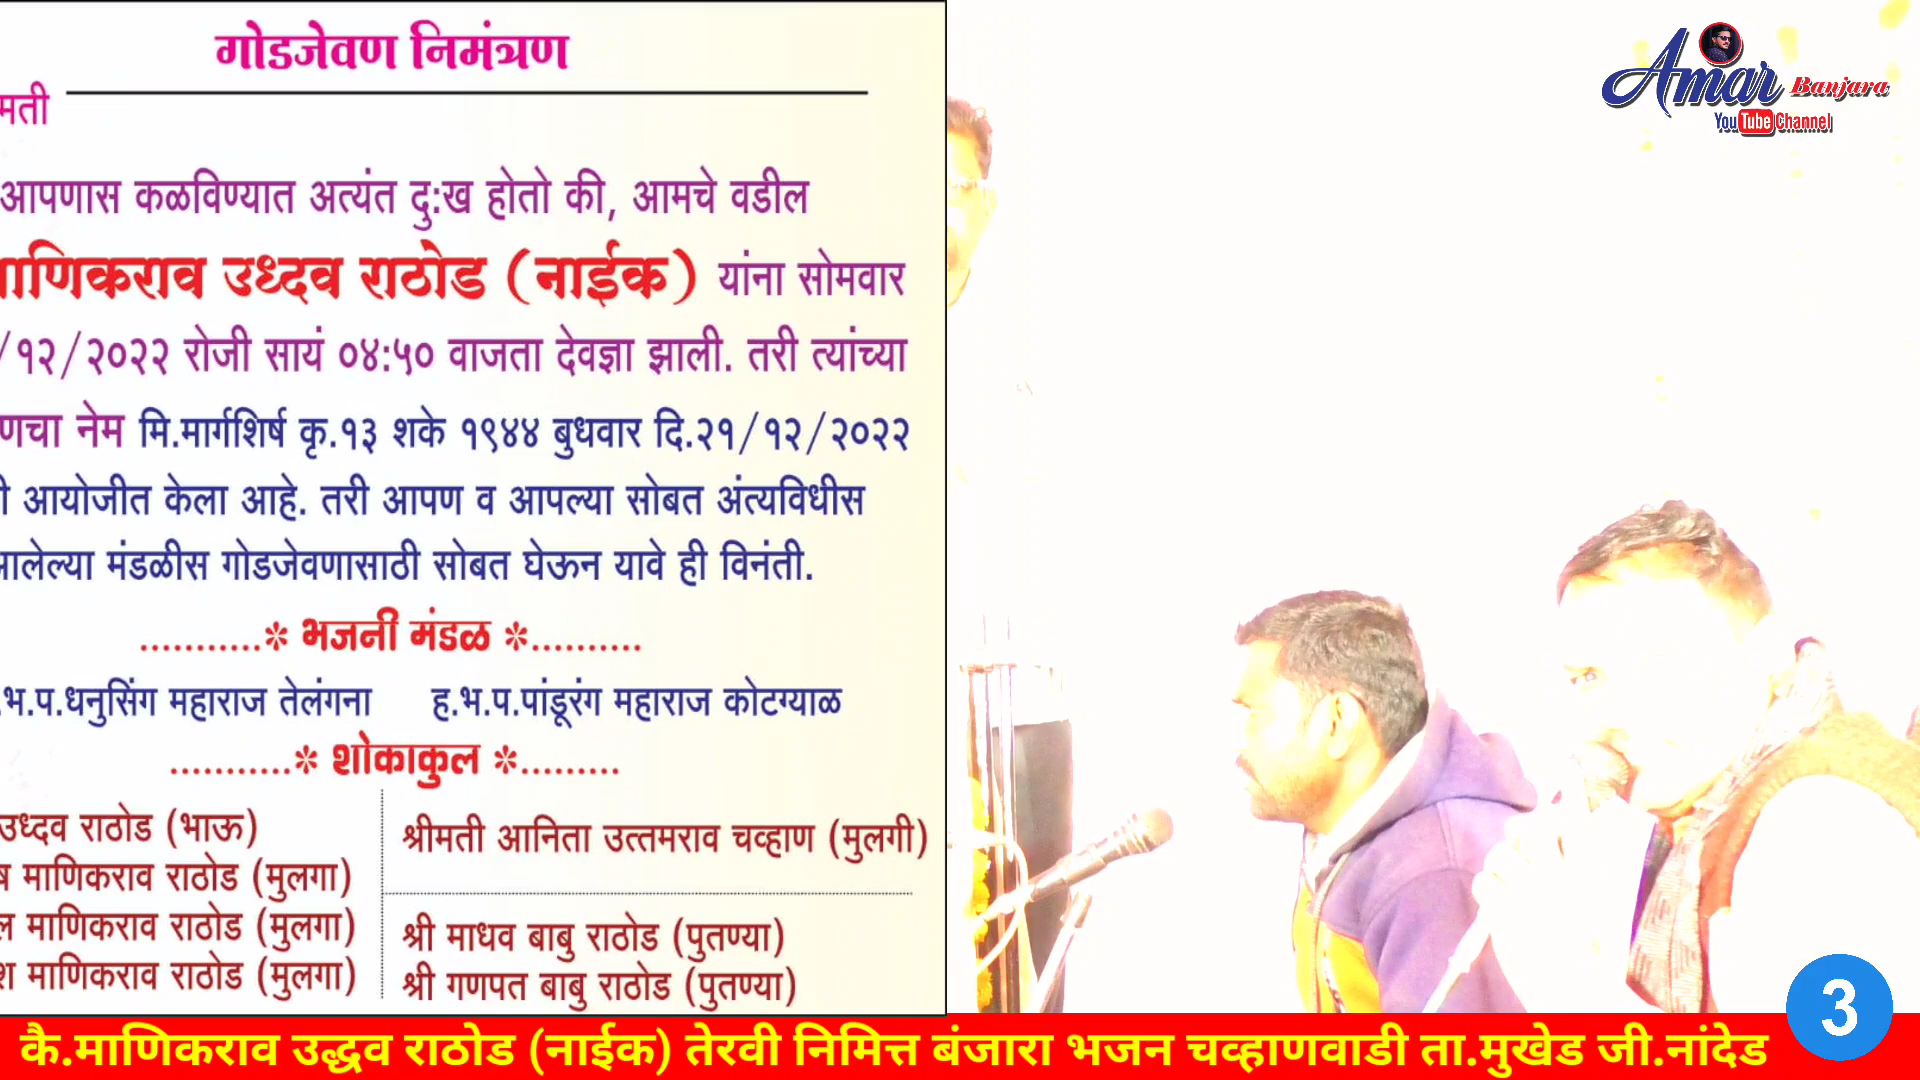 गोडजेवण निमंत्रण
मती
आपणास कळविण्यात अत्यंत दुःख होतो की, आमचे वडील
माणिकराव उध्दव राठोड (नाईक) यांना सोमवार
/१२/२०२२ रोजी सायं ०४:५० वाजता देवज्ञा झाली. तरी त्यांच्या
णचा नेम मि.मार्गशिर्ष कृ.१३ शके १९४४ बुधवार दि.२१/१२/२०२२
आयोजीत केला आहे. तरी आपण व आपल्या सोबत अंत्यविधीस
आलेल्या मंडळीस गोडजेवणासाठी सोबत घेऊन यावे ही विनंती.
...........* भजनी मंडळ *..........
.भ.प.धनुसिंग महाराज तेलंगना ह.भ.प.पांडूरंग महाराज कोटग्याळ
...........* शोकाकुल *.........
उध्दव राठोड (भाऊ)
ष माणिकराव राठोड (मुलगा)
ल माणिकराव राठोड (मुलगा)
श माणिकराव राठोड (मुलगा)
श्रीमती आनिता उत्तमराव चव्हाण (मुलगी)
श्री माधव बाबु राठोड (पुतण्या)
श्री गणपत बाबु राठोड (पुतण्या)
Amar Banjara
YouTube Channel
कै.माणिकराव उद्धव राठोड (नाईक) तेरवी निमित्त बंजारा भजन चव्हाणवाडी ता.मुखेड जी.नांदेड
3